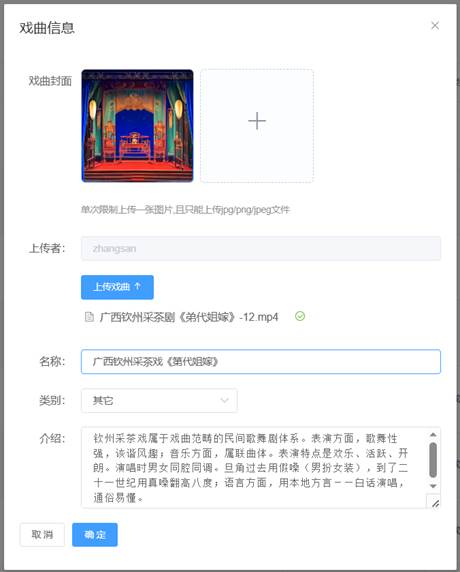 戏曲信息
戏曲封面
单次限制上传一张图片,且只能上传jpg/png/jpeg文件
上传者:
zhangsan
上传戏曲
广西钦州采茶剧《弟代姐嫁》-12.mp4
名称:
广西钦州采茶戏《第代姐嫁》
类别:
其它
介绍:
钦州采茶戏属于戏曲范畴的民间歌舞剧体系。表演方面，歌舞性
强，诙谐风趣；音乐方面，属联曲体。表演特点是欢乐、活跃、开
朗。演唱时男女同腔同调。旦角过去用假嗓（男扮女装），到了二
十一世纪用真嗓翻高八度；语言方面，用本地方言－－白话演唱，
通俗易懂。
取消
确定